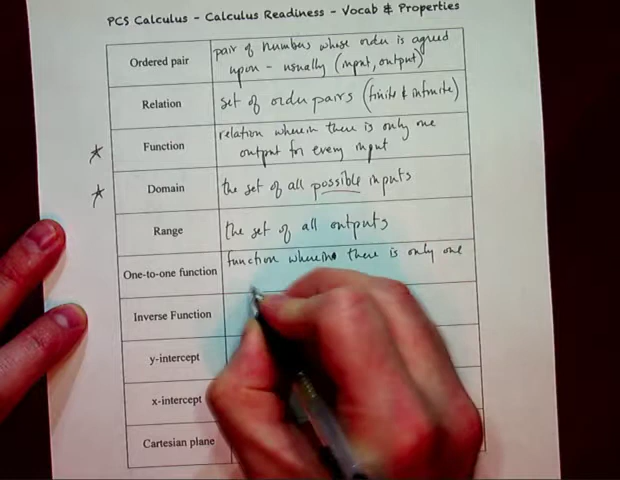 PCS Calculus - Calculus Readiness - Vocab & Properties
Ordered pair
pair of numbers whose order is agreed
upon - usually (input, output)
Relation
set of order pairs (finite & infinite)
Function
relation wherein there is only one
output for every input
Domain
the set of all possible inputs
Range
the set of all outputs
One-to-one function
function wherein there is only one
Inverse Function
y-intercept
x-intercept
Cartesian plane